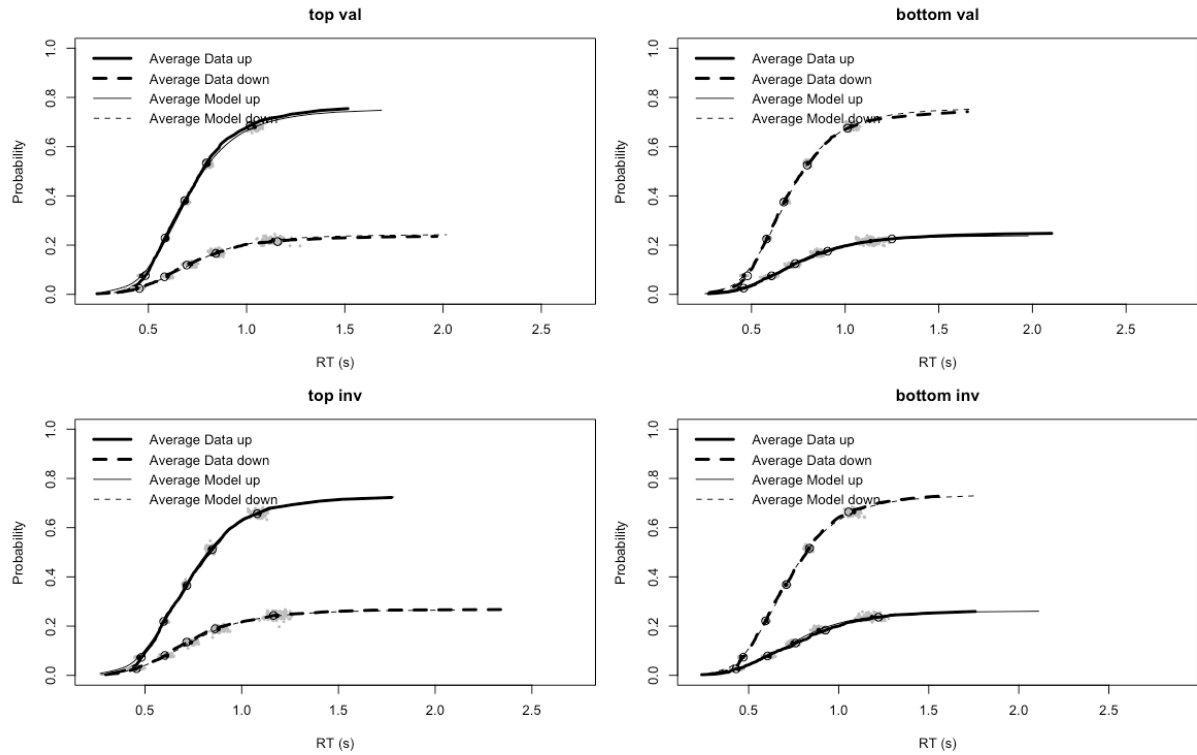 top val
Average Data up
Average Data down
Average Model up
Average Model down
Probability
0.0 0.2 0.4 0.6 0.8 1.0
0.5 1.0 1.5 2.0 2.5
RT (s)
bottom val
Average Data up
Average Data down
Average Model up
Average Model down
Probability
0.0 0.2 0.4 0.6 0.8 1.0
0.5 1.0 1.5 2.0 2.5
RT (s)
top inv
Average Data up
Average Data down
Average Model up
Average Model down
Probability
0.0 0.2 0.4 0.6 0.8 1.0
0.5 1.0 1.5 2.0 2.5
RT (s)
bottom inv
Average Data up
Average Data down
Average Model up
Average Model down
Probability
0.0 0.2 0.4 0.6 0.8 1.0
0.5 1.0 1.5 2.0 2.5
RT (s)